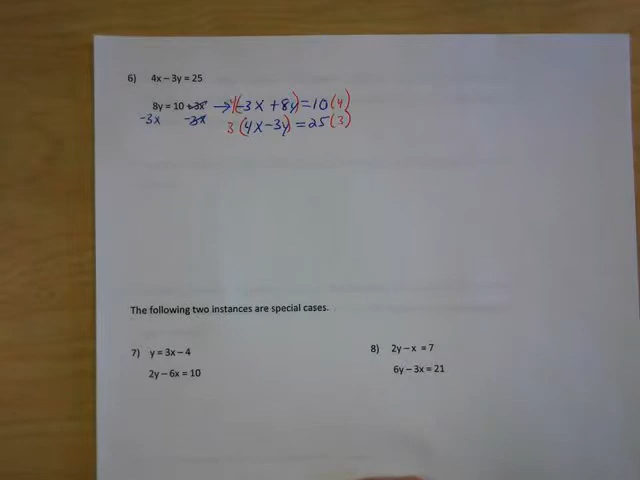 6) 4x – 3y = 25
8y = 10 + 3x → 4(-3x + 8y) = 10(4)
-3x -3x 3(4x - 3y) = 25(3)
The following two instances are special cases.
7) y = 3x – 4 8) 2y – x = 7
2y – 6x = 10 6y – 3x = 21